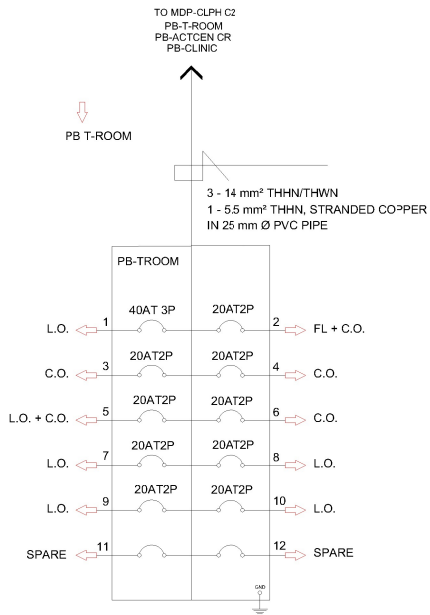 TO MDP-CLPH C2
PB-T-ROOM
PB-ACTCEN CR
PB-CLINIC
PB T-ROOM
3 - 14 mm² THHN/THWN
1 - 5.5 mm² THHN, STRANDED COPPER
IN 25 mm Ø PVC PIPE
PB-TROOM
L.O. 1 40AT 3P 20AT2P 2 FL + C.O.
C.O. 3 20AT2P 20AT2P 4 C.O.
L.O. + C.O. 5 20AT2P 20AT2P 6 C.O.
L.O. 7 20AT2P 20AT2P 8 L.O.
L.O. 9 20AT2P 20AT2P 10 L.O.
SPARE 11 12 SPARE
GND